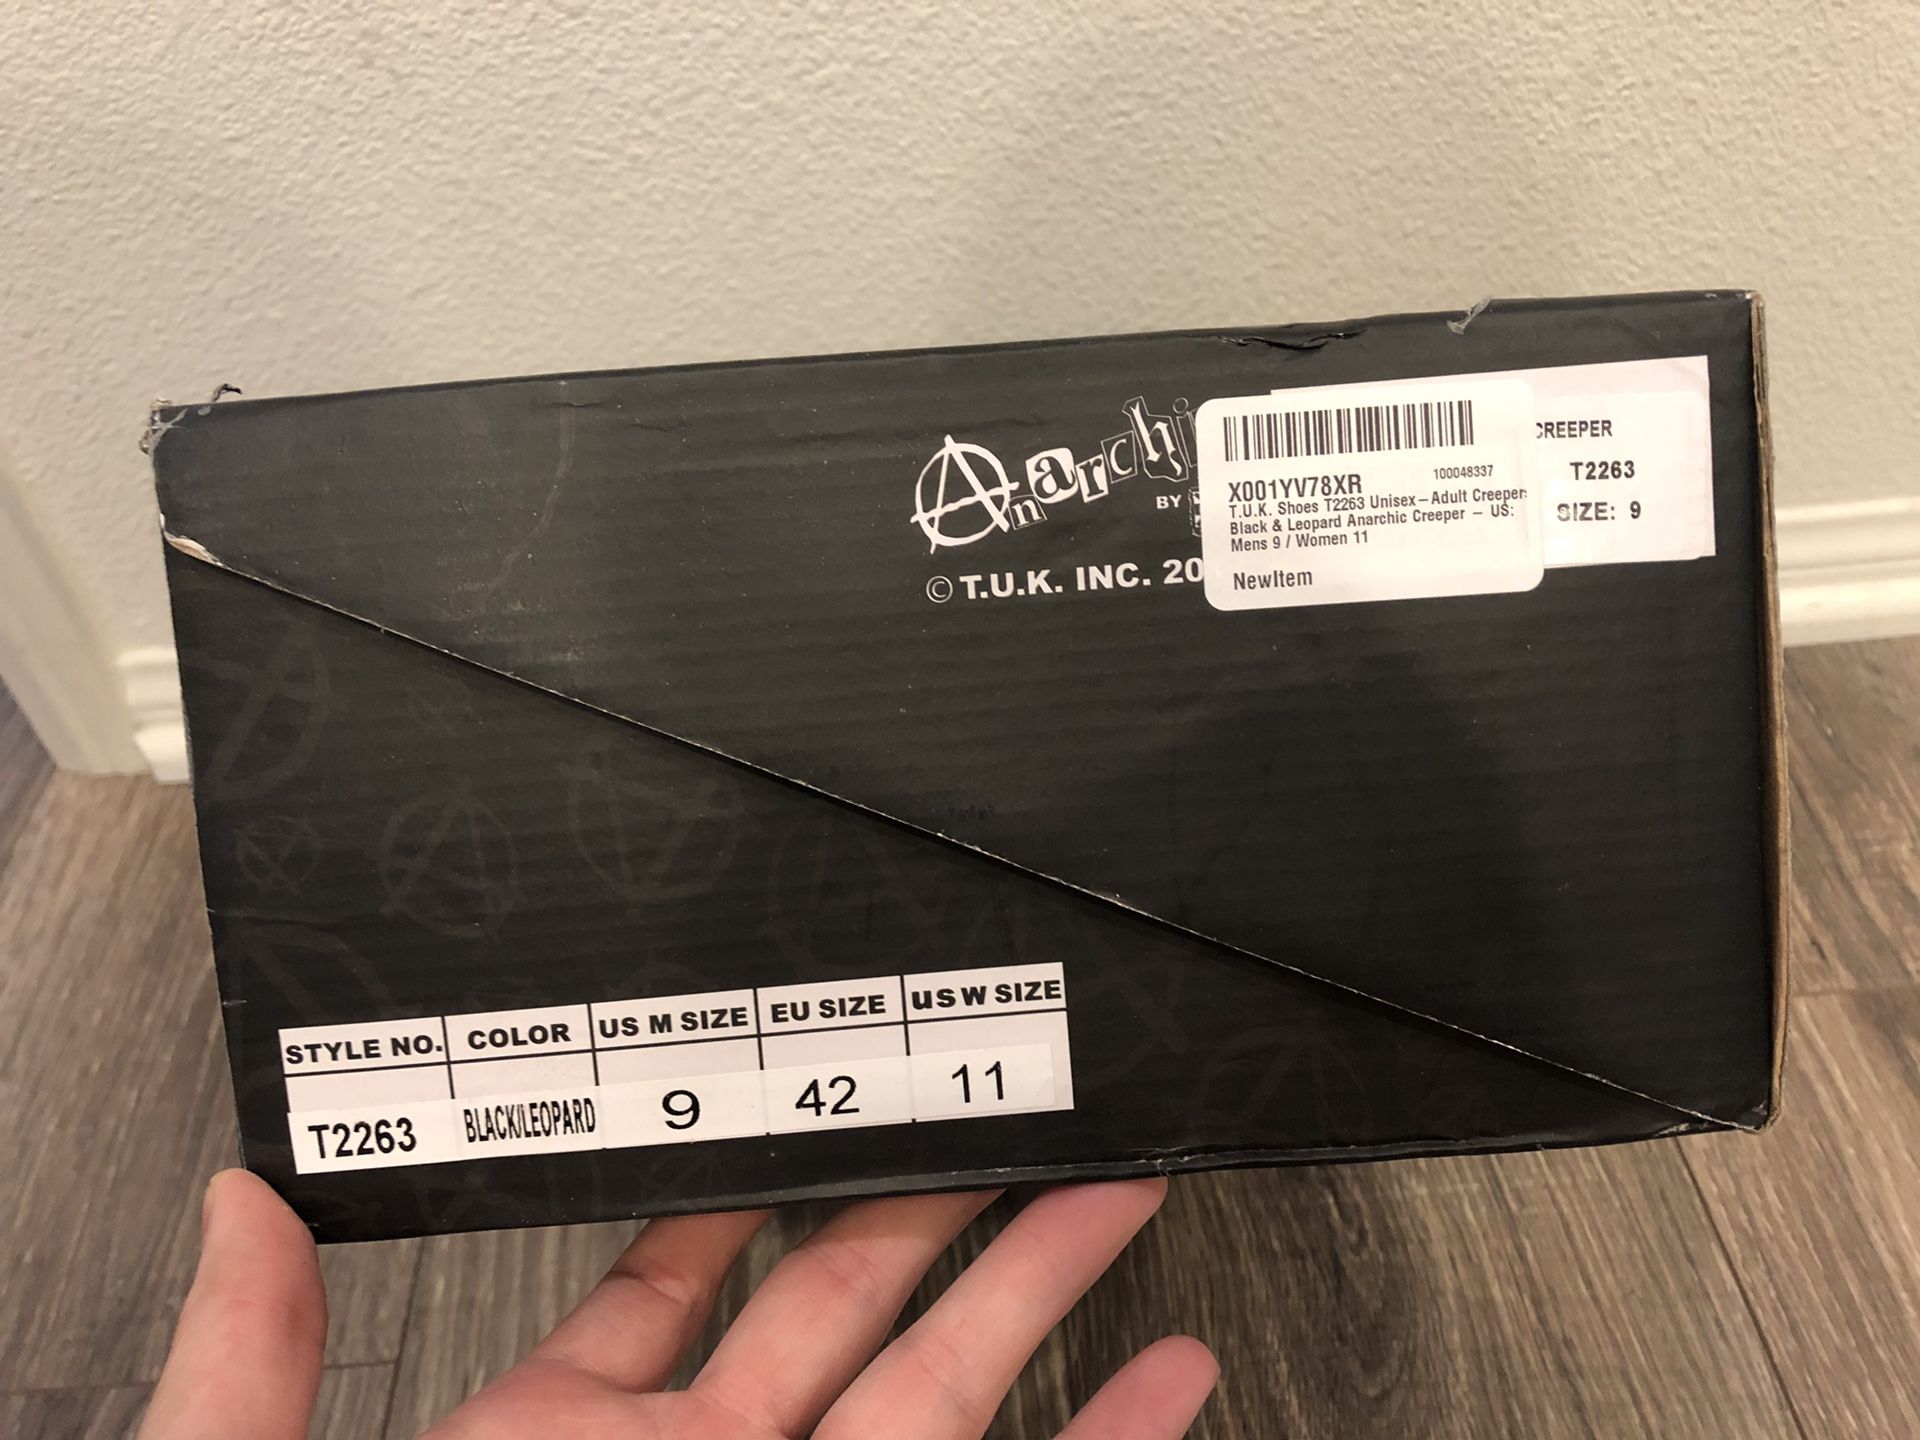 Anarchi
BY
© T.U.K. INC. 20
100048337
X001YV78XR
T.U.K. Shoes T2263 Unisex-Adult Creeper:
Black & Leopard Anarchic Creeper - US:
Mens 9 / Women 11
NewItem
CREEPER
T2263
SIZE: 9
STYLE NO. COLOR US M SIZE EU SIZE US W SIZE
T2263 BLACK/LEOPARD 9 42 11